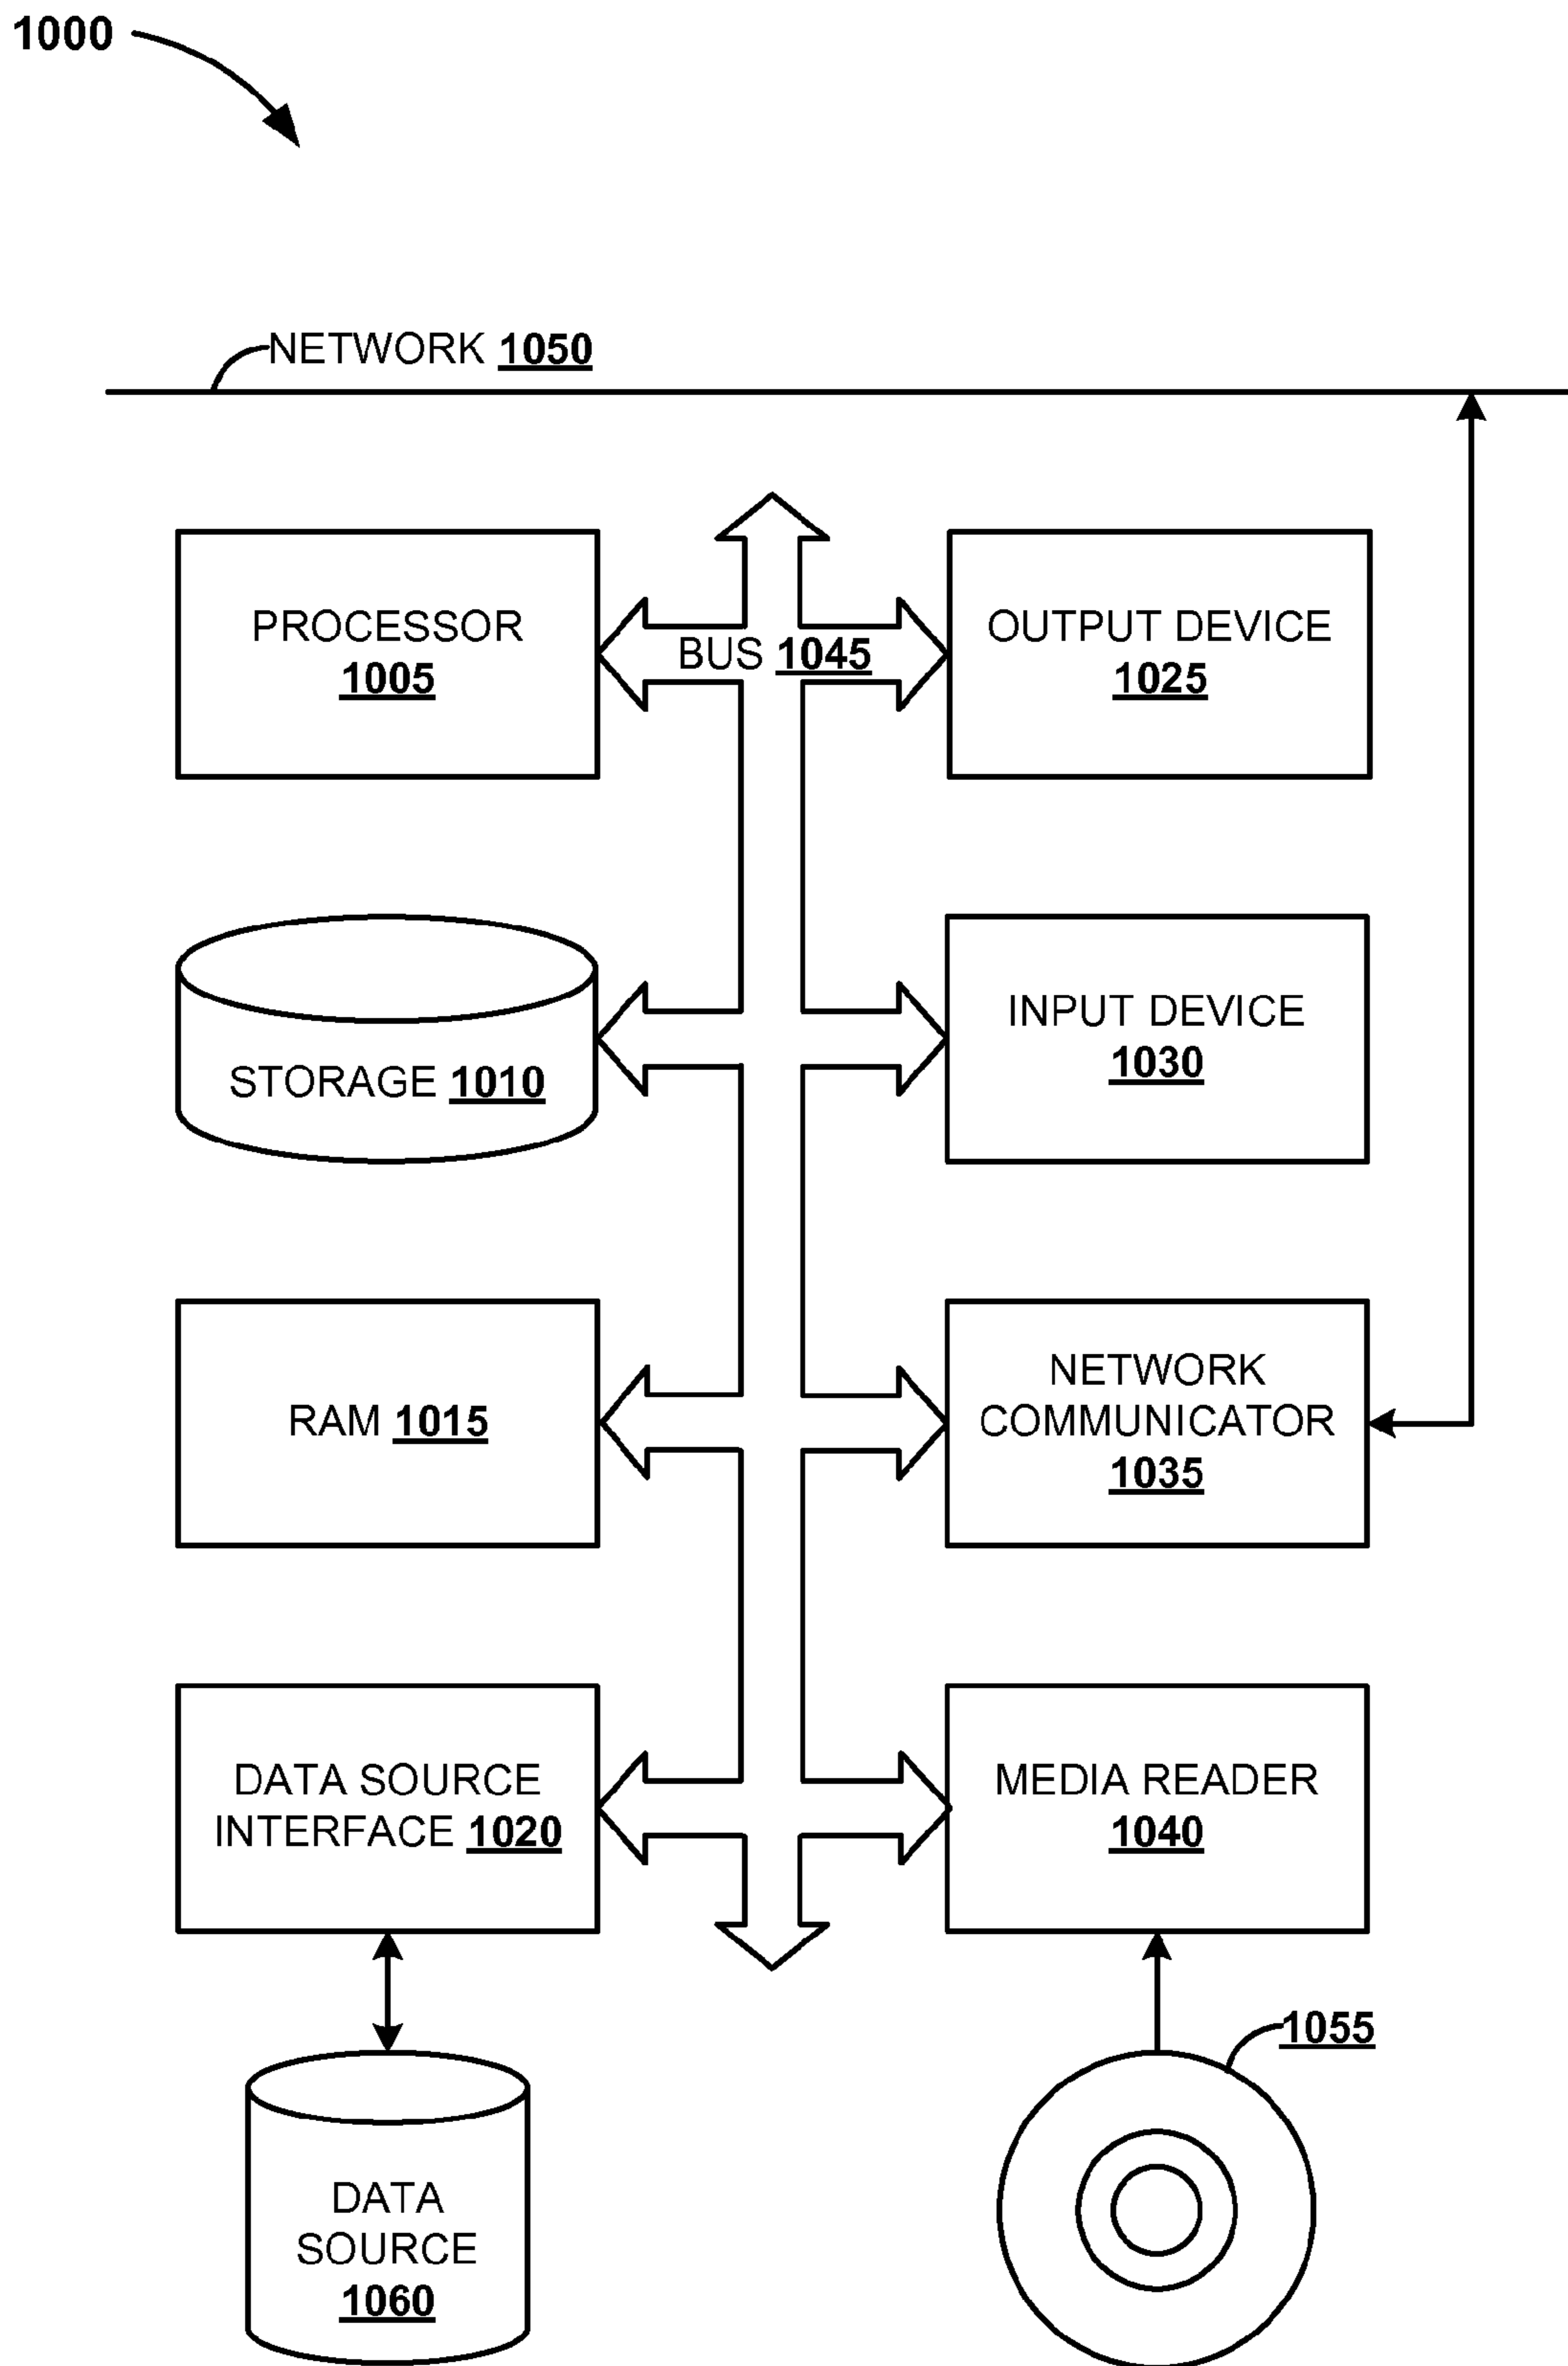 1000
NETWORK 1050
PROCESSOR
1005
BUS 1045
OUTPUT DEVICE
1025
STORAGE 1010
INPUT DEVICE
1030
RAM 1015
NETWORK
COMMUNICATOR
1035
DATA SOURCE
INTERFACE 1020
MEDIA READER
1040
1055
DATA
SOURCE
1060